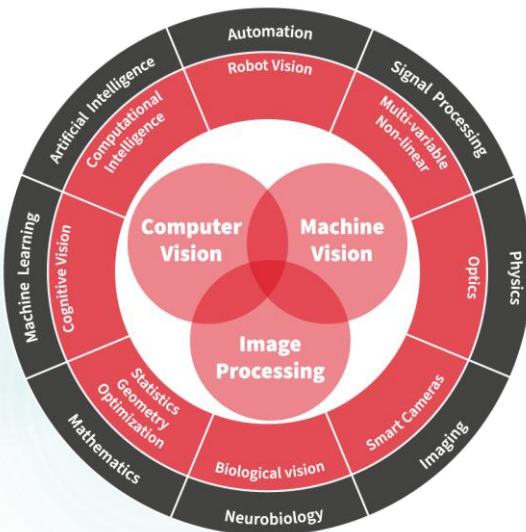 Automation
Robot Vision
Signal Processing
Multi-variable
Non-linear
Physics
Optics
Imaging
Smart Cameras
Neurobiology
Biological vision
Mathematics
Statistics
Geometry
Optimization
Machine Learning
Cognitive Vision
Artificial Intelligence
Computational
Intelligence
Computer
Vision
Machine
Vision
Image
Processing